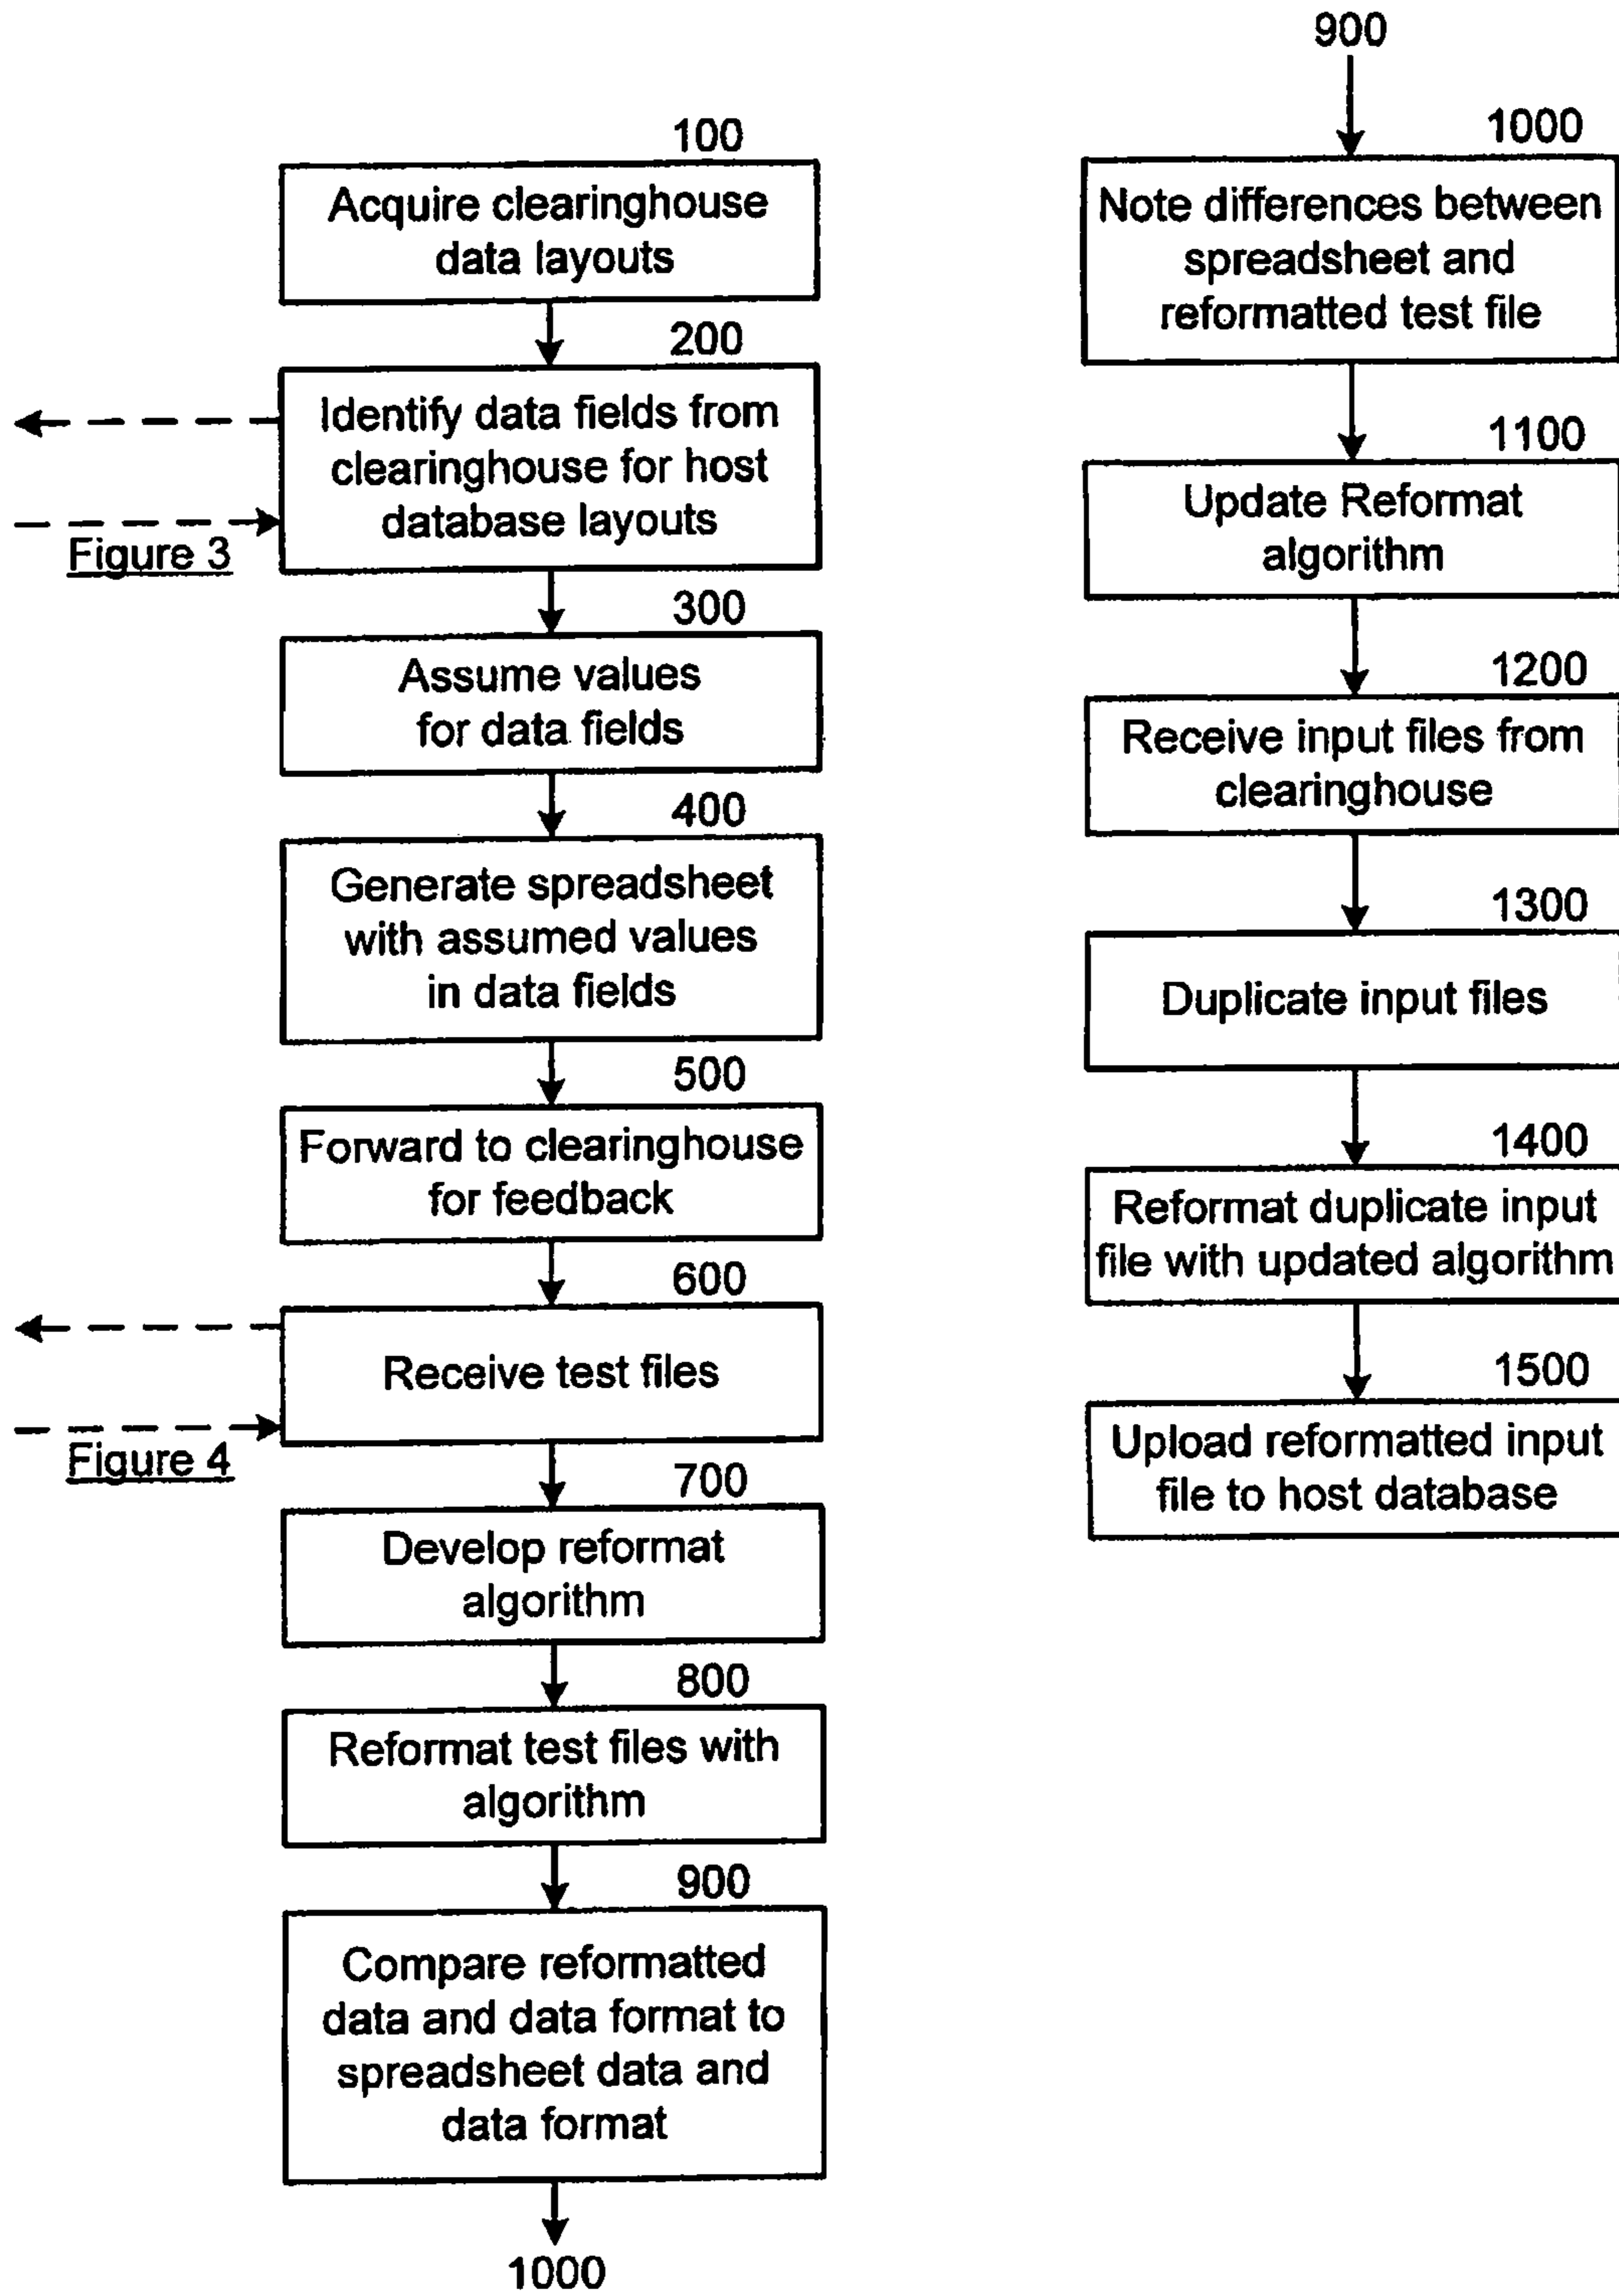 100
Acquire clearinghouse
data layouts
200
Identify data fields from
clearinghouse for host
database layouts
Figure 3
300
Assume values
for data fields
400
Generate spreadsheet
with assumed values
in data fields
500
Forward to clearinghouse
for feedback
600
Receive test files
Figure 4
700
Develop reformat
algorithm
800
Reformat test files with
algorithm
900
Compare reformatted
data and data format to
spreadsheet data and
data format
1000
900
1000
Note differences between
spreadsheet and
reformatted test file
1100
Update Reformat
algorithm
1200
Receive input files from
clearinghouse
1300
Duplicate input files
1400
Reformat duplicate input
file with updated algorithm
1500
Upload reformatted input
file to host database